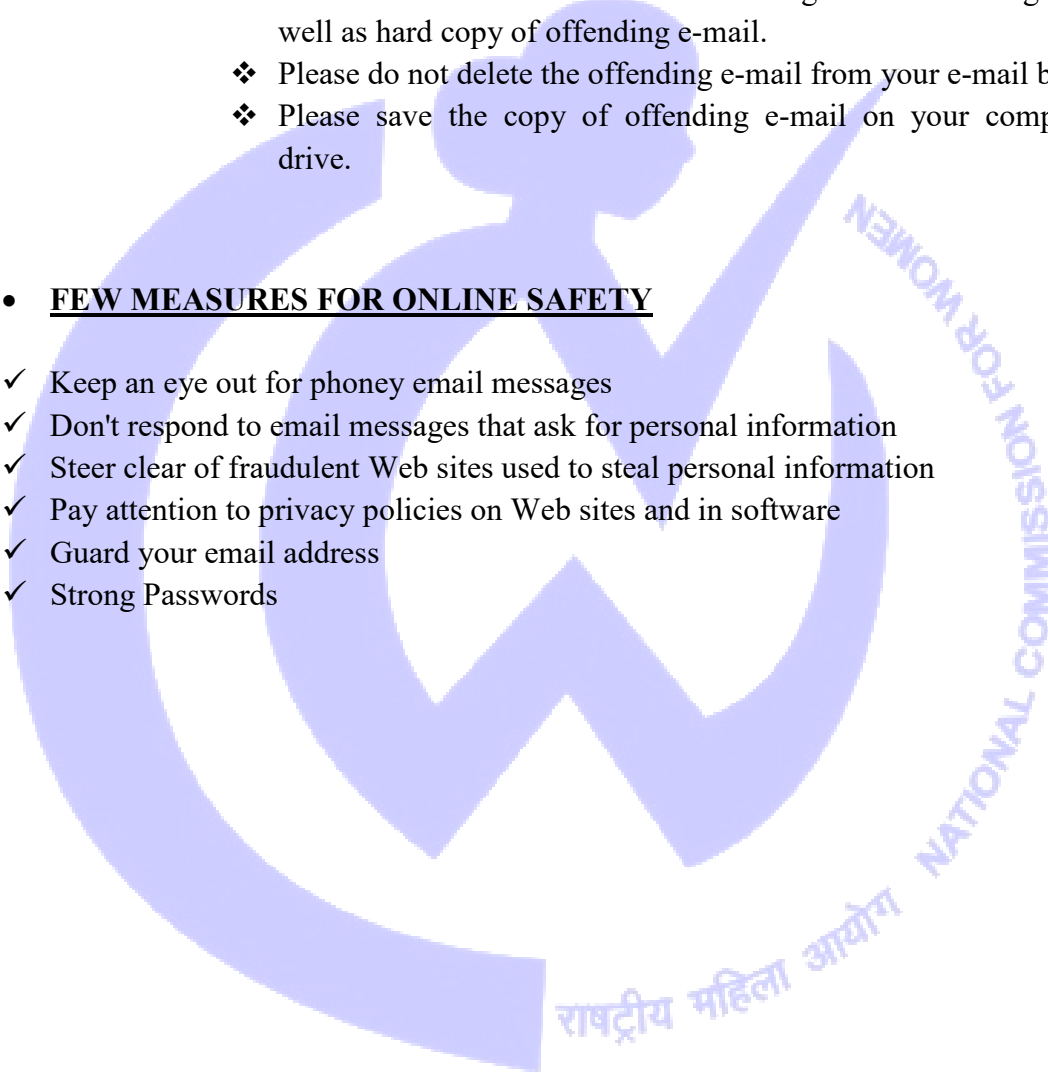 well as hard copy of offending e-mail.
❖ Please do not delete the offending e-mail from your e-mail b
❖ Please save the copy of offending e-mail on your comp
drive.
• FEW MEASURES FOR ONLINE SAFETY
✓ Keep an eye out for phoney email messages
✓ Don't respond to email messages that ask for personal information
✓ Steer clear of fraudulent Web sites used to steal personal information
✓ Pay attention to privacy policies on Web sites and in software
✓ Guard your email address
✓ Strong Passwords
राषट्रीय महिला आयोग NATIONAL COMMISSION FOR WOMEN